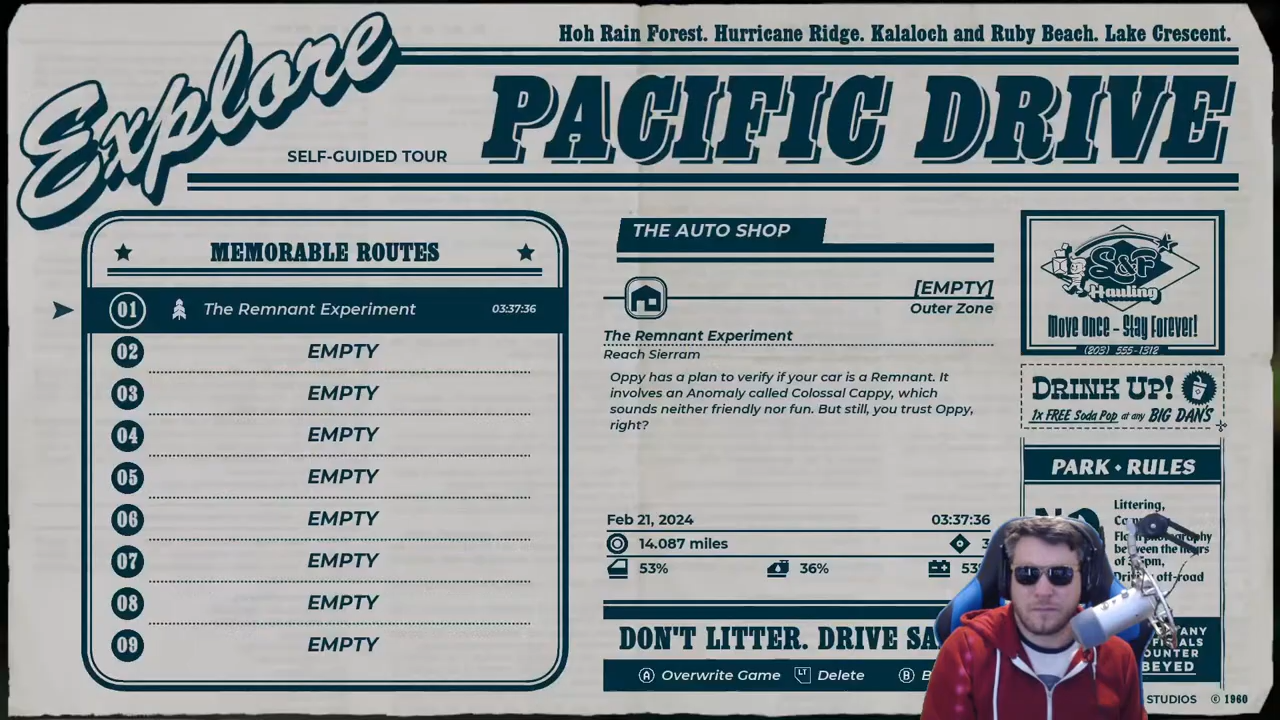 Explore
Hoh Rain Forest. Hurricane Ridge. Kalaloch and Ruby Beach. Lake Crescent.
PACIFIC DRIVE
SELF-GUIDED TOUR
MEMORABLE ROUTES
01 The Remnant Experiment 03:37:36
02 EMPTY
03 EMPTY
04 EMPTY
05 EMPTY
06 EMPTY
07 EMPTY
08 EMPTY
09 EMPTY
THE AUTO SHOP
[EMPTY]
Outer Zone
The Remnant Experiment
Reach Sierram
Oppy has a plan to verify if your car is a Remnant. It
involves an Anomaly called Colossal Cappy, which
sounds neither friendly nor fun. But still, you trust Oppy,
right?
Feb 21, 2024 03:37:36
14.087 miles 3
53% 36%
DON'T LITTER. DRIVE
A Overwrite Game LT Delete B
S&F
Hauling
Move Once - Stay Forever!
(203) 555-1312
DRINK UP!
1x FREE Soda Pop at any BIG DAN'S
PARK • RULES
Littering,
between the hours
off-road
STUDIOS © 1960